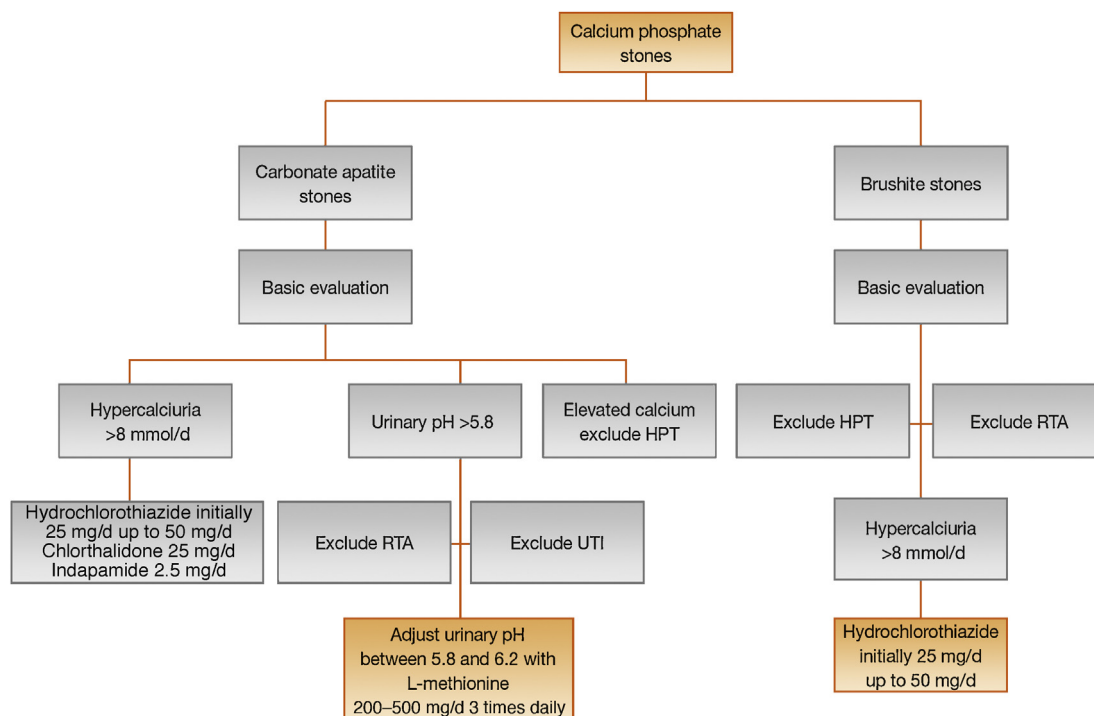 Calcium phosphate
stones
Carbonate apatite
stones
Brushite stones
Basic evaluation
Basic evaluation
Hypercalciuria
>8 mmol/d
Urinary pH >5.8
Elevated calcium
exclude HPT
Exclude HPT
Exclude RTA
Hydrochlorothiazide initially
25 mg/d up to 50 mg/d
Chlorthalidone 25 mg/d
Indapamide 2.5 mg/d
Exclude RTA
Exclude UTI
Hypercalciuria
>8 mmol/d
Adjust urinary pH
between 5.8 and 6.2 with
L-methionine
200–500 mg/d 3 times daily
Hydrochlorothiazide
initially 25 mg/d
up to 50 mg/d